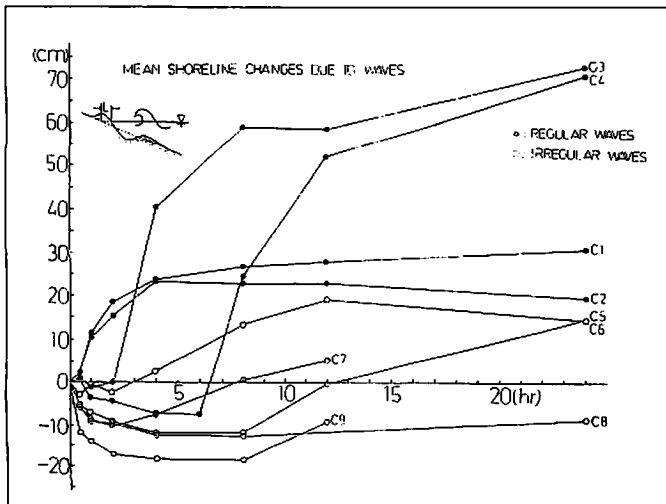 (cm)
MEAN SHORELINE CHANGES DUE TO WAVES
70
60
50
40
30
20
10
0
-10
-20
5
10
15
20(hr)
C3
C4
REGULAR WAVES
IRREGULAR WAVES
C1
C2
C5
C6
C7
C9
C8